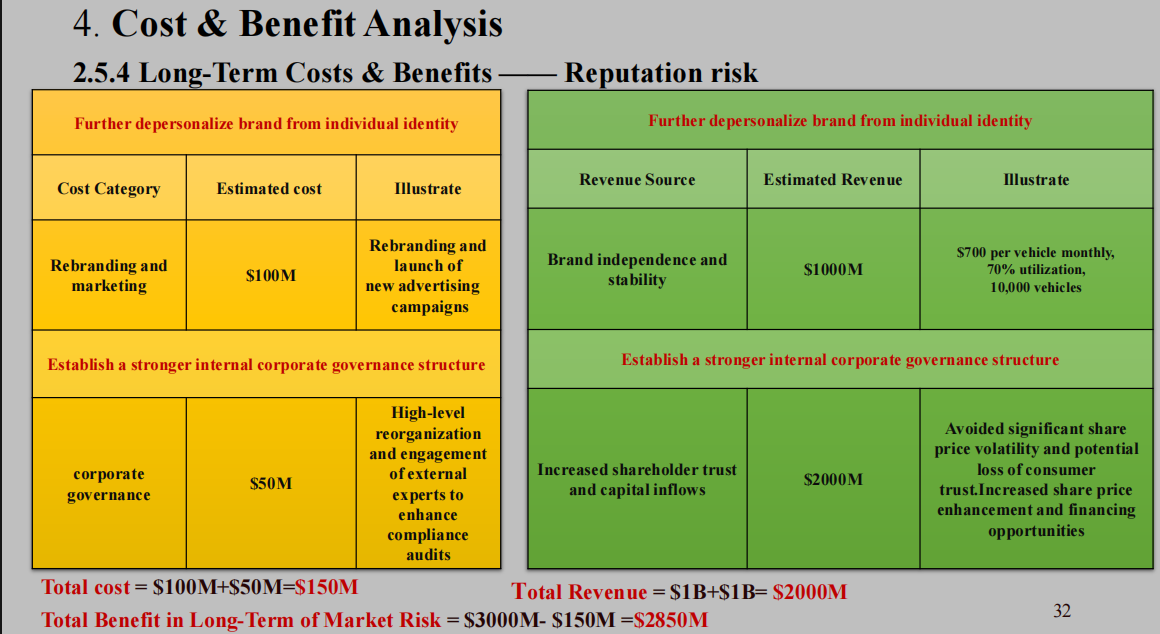 4. Cost & Benefit Analysis
2.5.4 Long-Term Costs & Benefits —— Reputation risk
Further depersonalize brand from individual identity
Cost Category
Estimated cost
Illustrate
Rebranding and
marketing
$100M
Rebranding and
launch of
new advertising
campaigns
Establish a stronger internal corporate governance structure
corporate
governance
$50M
High-level
reorganization
and engagement
of external
experts to
enhance
compliance
audits
Further depersonalize brand from individual identity
Revenue Source
Estimated Revenue
Illustrate
Brand independence and
stability
$1000M
$700 per vehicle monthly,
70% utilization,
10,000 vehicles
Establish a stronger internal corporate governance structure
Increased shareholder trust
and capital inflows
$2000M
Avoided significant share
price volatility and potential
loss of consumer
trust.Increased share price
enhancement and financing
opportunities
Total cost = $100M+$50M=$150M
Total Revenue = $1B+$1B= $2000M
Total Benefit in Long-Term of Market Risk = $3000M- $150M =$2850M
32